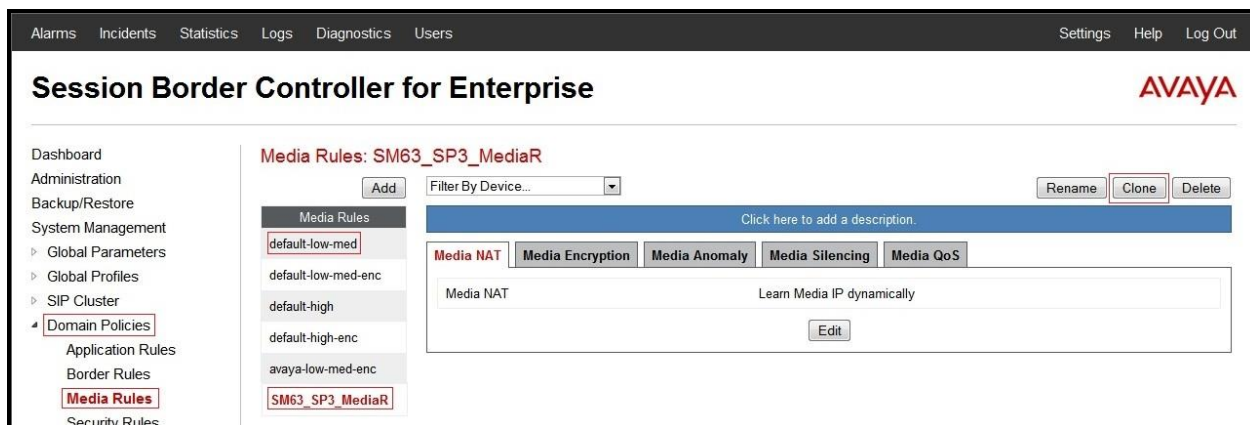 Alarms Incidents Statistics Logs Diagnostics Users Settings Help Log Out
Session Border Controller for Enterprise
AVAYA
Dashboard
Administration
Backup/Restore
System Management
Global Parameters
Global Profiles
SIP Cluster
Domain Policies
Application Rules
Border Rules
Media Rules
Security Rules
Media Rules: SM63_SP3_MediaR
Add
Filter By Device...
Rename Clone Delete
Media Rules
default-low-med
default-low-med-enc
default-high
default-high-enc
avaya-low-med-enc
SM63_SP3_MediaR
Click here to add a description.
Media NAT Media Encryption Media Anomaly Media Silencing Media QoS
Media NAT Learn Media IP dynamically
Edit